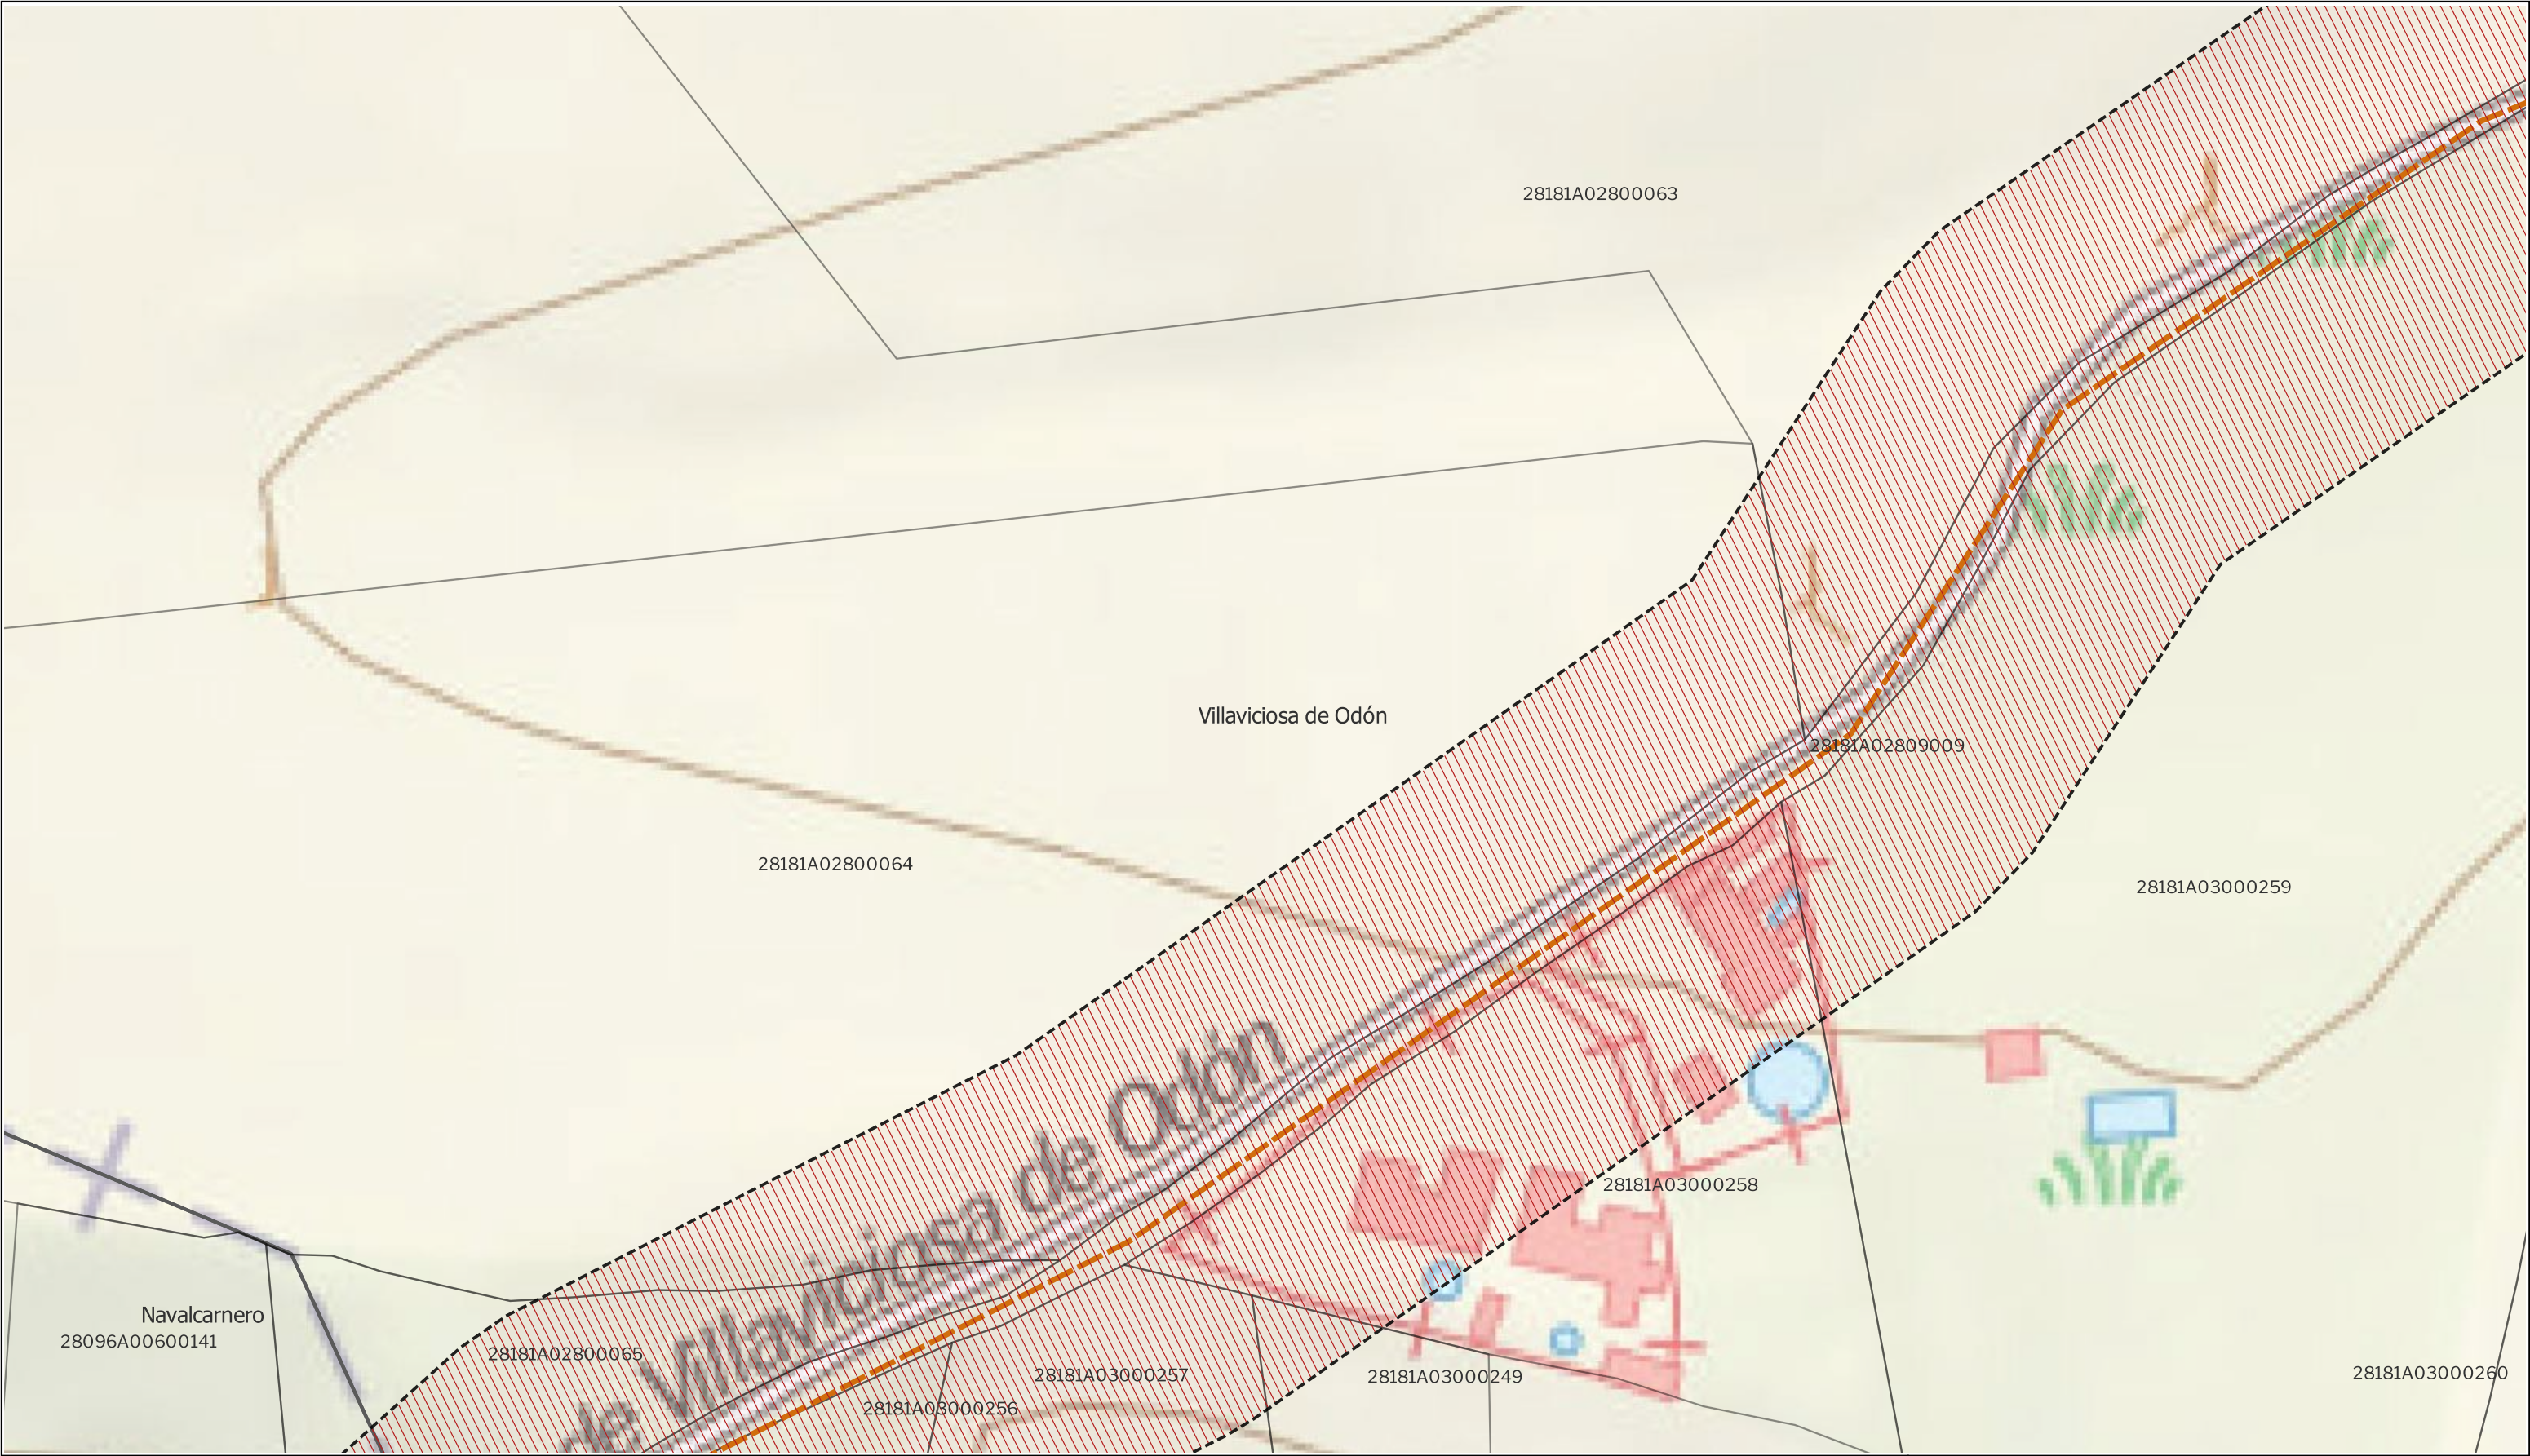 28181A02800063
Villaviciosa de Odón
28181A02809009
28181A02800064
28181A03000259
de Villaviciosa de Odón
28181A03000258
Navalcarnero
28096A00600141
28181A02800065
28181A03000257
28181A03000249
28181A03000260
28181A03000256